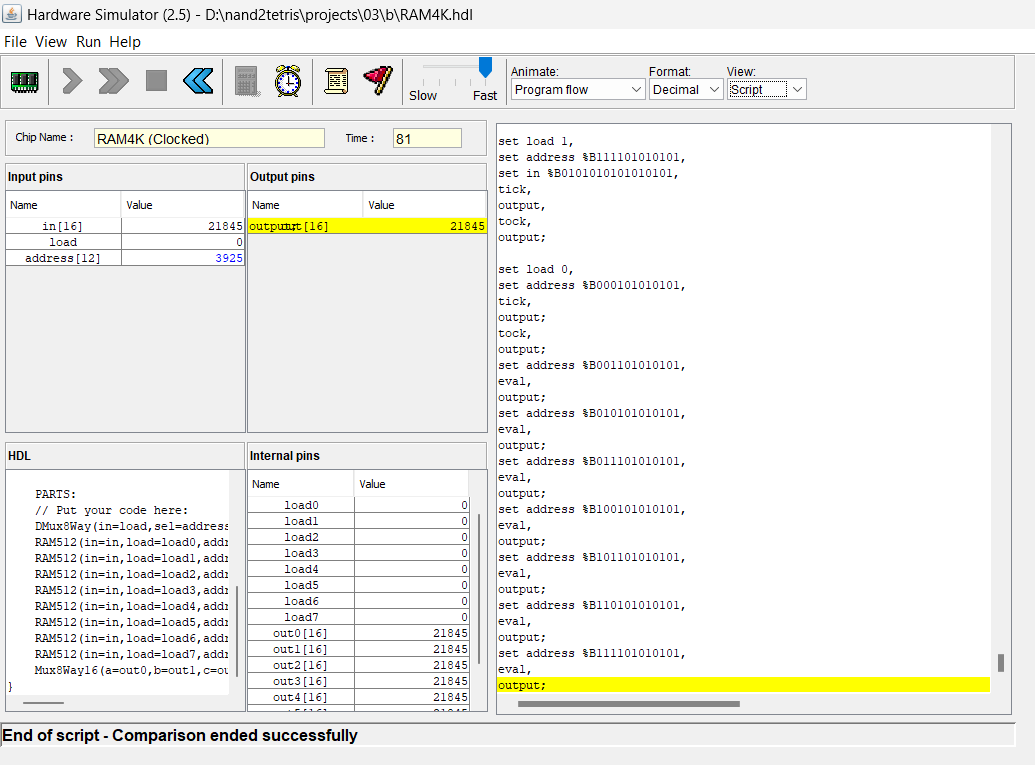 Hardware Simulator (2.5) - D:\nand2tetris\projects\03\b\RAM4K.hdl
File View Run Help
Slow Fast
Animate: Format: View:
Program flow Decimal Script
Chip Name : RAM4K (Clocked) Time : 81
Input pins
Name Value
in[16] 21845
load 0
address[12] 3925
Output pins
Name Value
21845
HDL
PARTS:
// Put your code here:
DMux8Way(in=load,sel=address
RAM512(in=in,load=load0,addr
RAM512(in=in,load=load1,addr
RAM512(in=in,load=load2,addr
RAM512(in=in,load=load3,addr
RAM512(in=in,load=load4,addr
RAM512(in=in,load=load5,addr
RAM512(in=in,load=load6,addr
RAM512(in=in,load=load7,addr
Mux8Way16(a=out0,b=out1,c=ou
}
Internal pins
Name Value
load0 0
load1 0
load2 0
load3 0
load4 0
load5 0
load6 0
load7 0
out0[16] 21845
out1[16] 21845
out2[16] 21845
out3[16] 21845
out4[16] 21845
set load 1,
set address %B111101010101,
set in %B0101010101010101,
tick,
output,
tock,
output;
set load 0,
set address %B000101010101,
tick,
output;
tock,
output;
set address %B001101010101,
eval,
output;
set address %B010101010101,
eval,
output;
set address %B011101010101,
eval,
output;
set address %B100101010101,
eval,
output;
set address %B101101010101,
eval,
output;
set address %B110101010101,
eval,
output;
set address %B111101010101,
eval,
output;
End of script - Comparison ended successfully